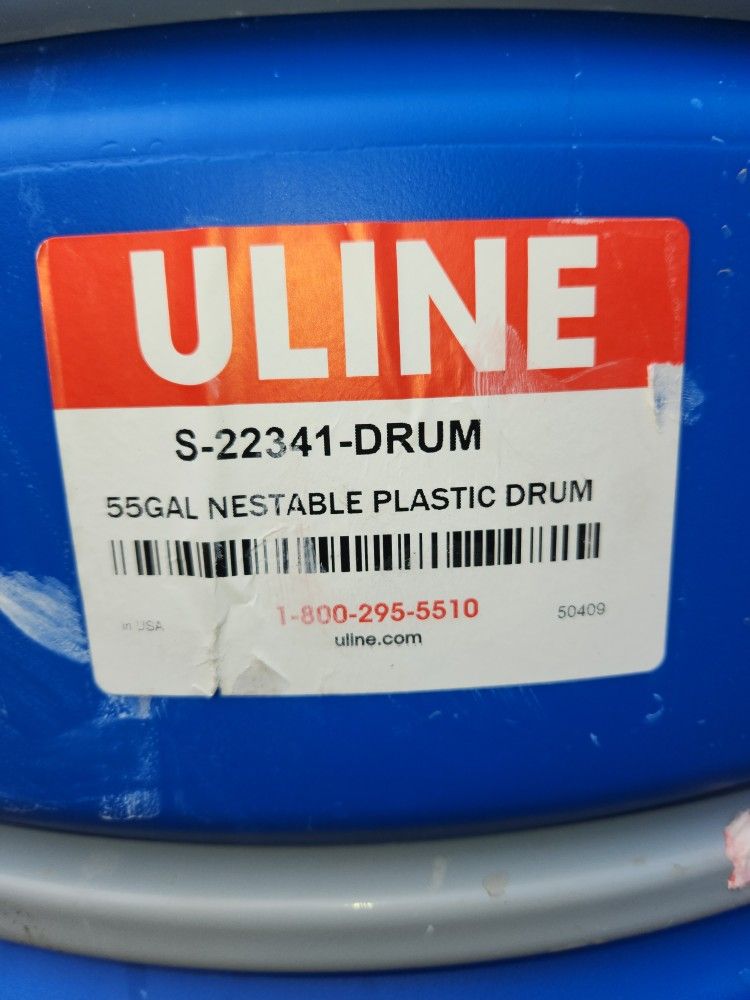 ULINE
S-22341-DRUM
55GAL NESTABLE PLASTIC DRUM
in USA
1-800-295-5510
50409
uline.com